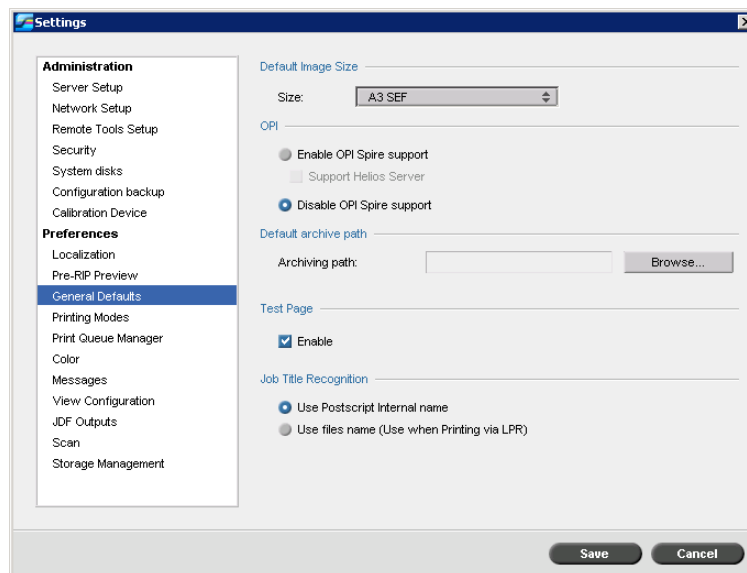 Settings
Administration
Server Setup
Network Setup
Remote Tools Setup
Security
System disks
Configuration backup
Calibration Device
Preferences
Localization
Pre-RIP Preview
General Defaults
Printing Modes
Print Queue Manager
Color
Messages
View Configuration
JDF Outputs
Scan
Storage Management
Default Image Size
Size: A3 SEF
OPI
Enable OPI Spire support
Support Helios Server
Disable OPI Spire support
Default archive path
Archiving path: Browse...
Test Page
Enable
Job Title Recognition
Use Postscript Internal name
Use files name (Use when Printing via LPR)
Save Cancel